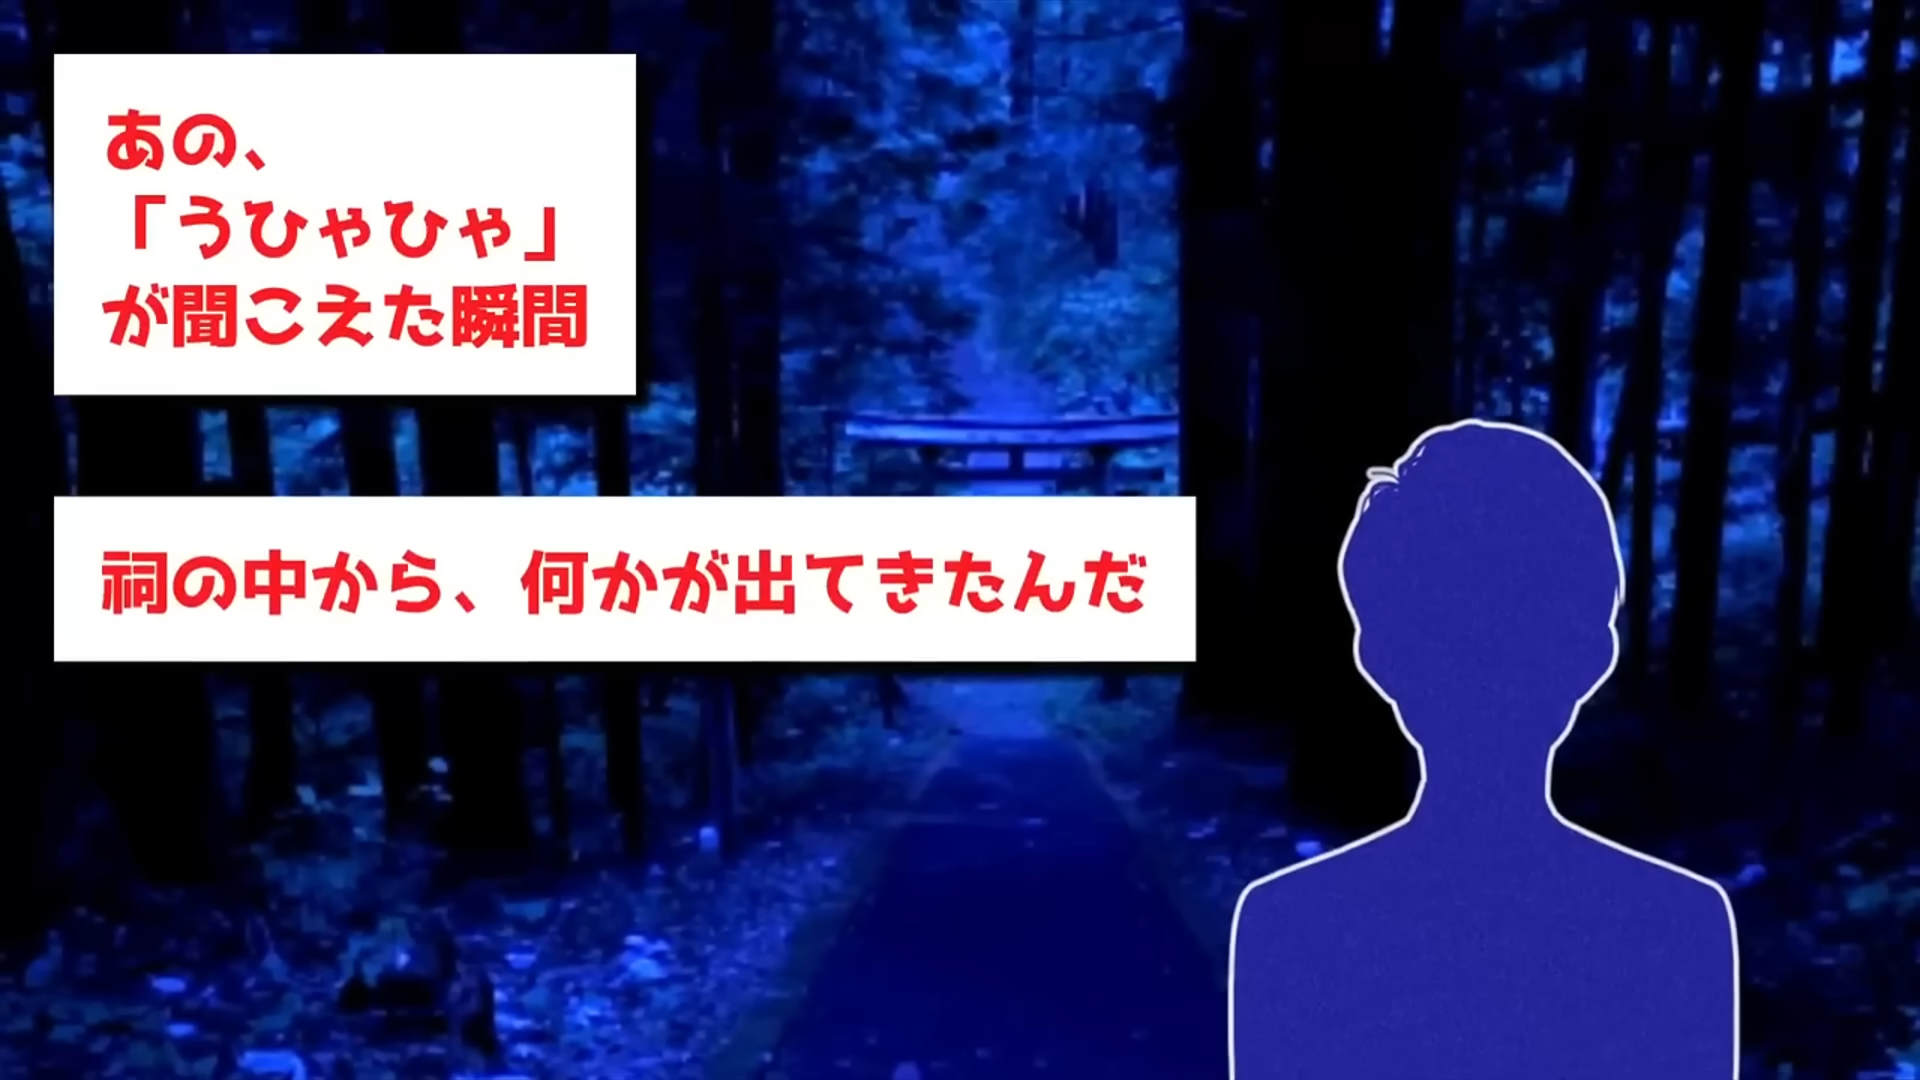 あの、
「うひゃひゃ」
が聞こえた瞬間
祠の中から、何かが出てきたんだ